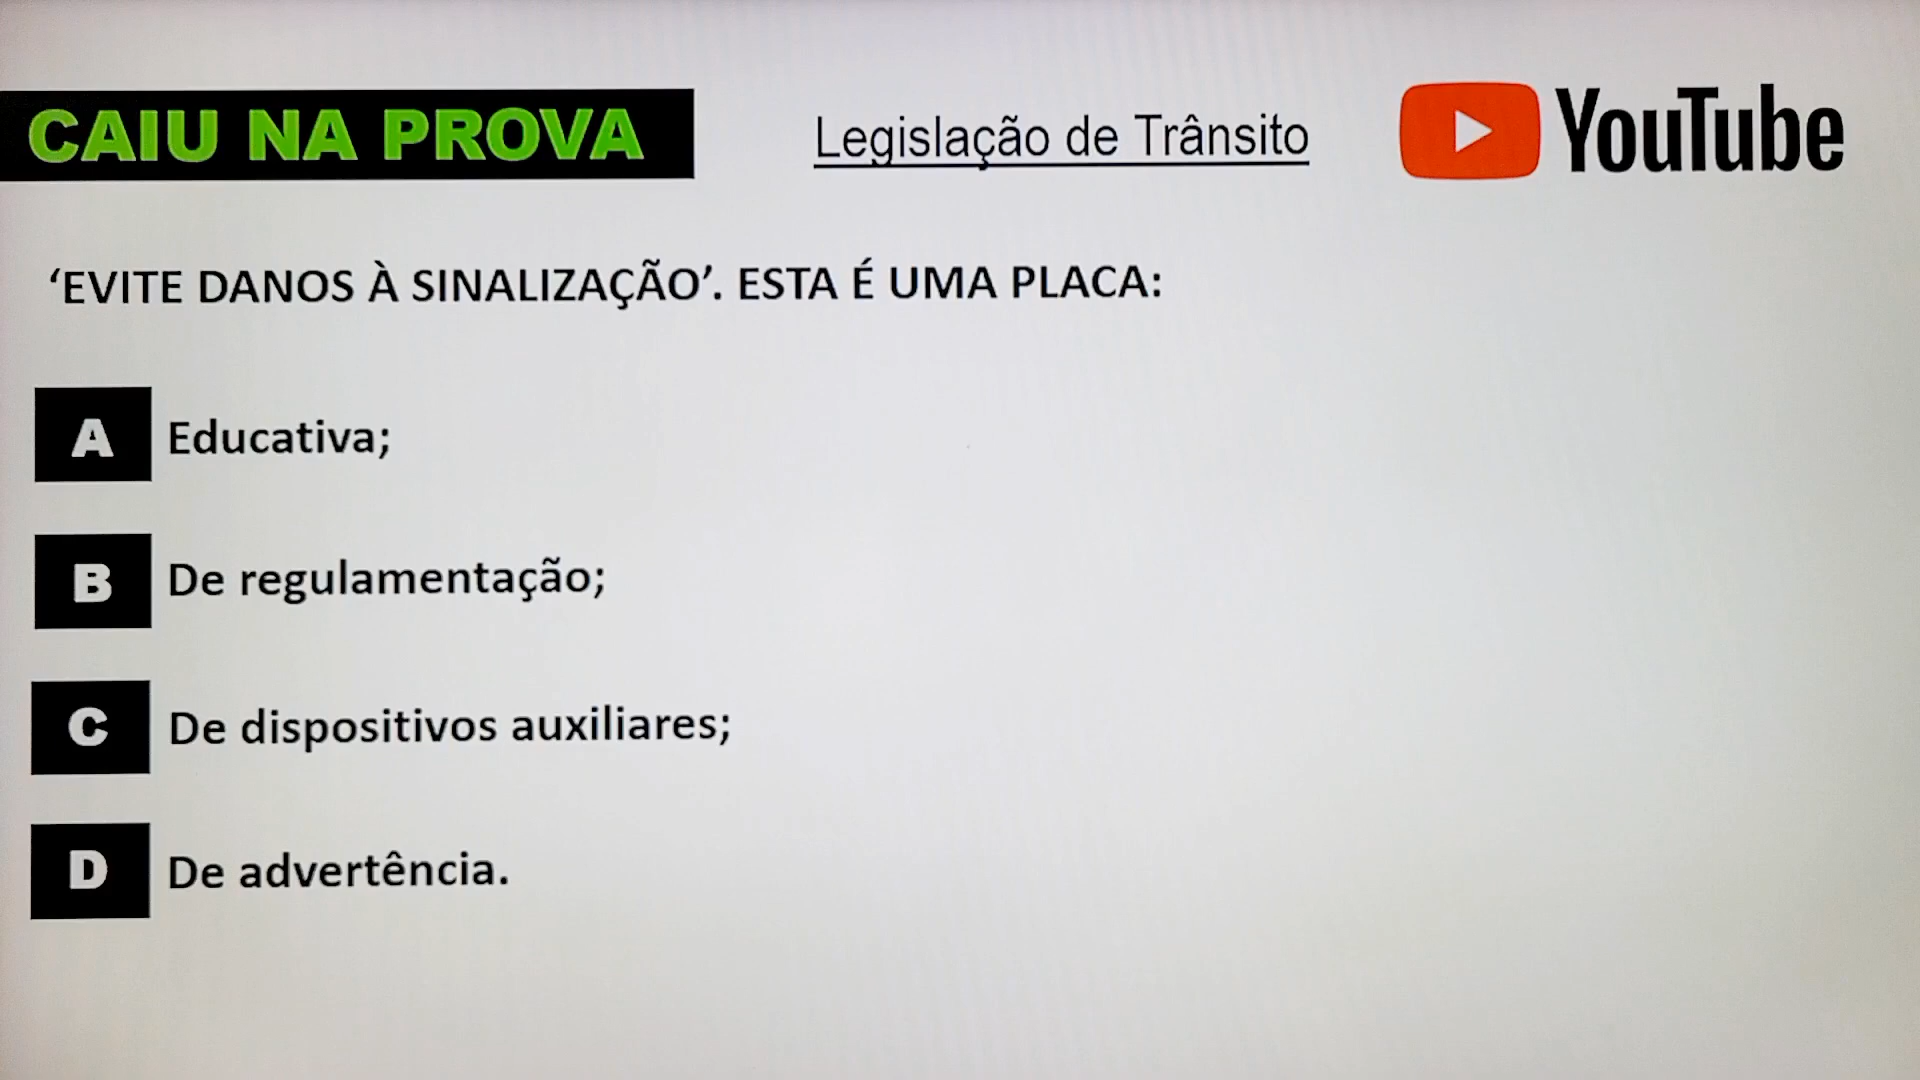 CAIU NA PROVA
Legislação de Trânsito
YouTube
‘EVITE DANOS À SINALIZAÇÃO’. ESTA É UMA PLACA:
A Educativa;
B De regulamentação;
C De dispositivos auxiliares;
D De advertência.